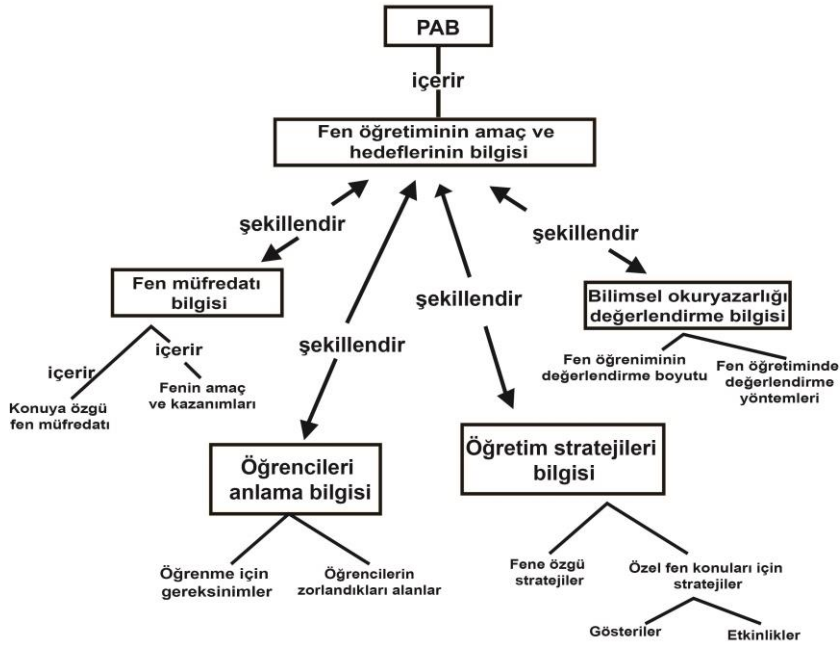 PAB
içerir
Fen öğretiminin amaç ve
hedeflerinin bilgisi
şekillendir
şekillendir
şekillendir
şekillendir
Fen müfredatı
bilgisi
içerir
içerir
Konuya özgü
fen müfredatı
Fenin amaç
ve kazanımları
Öğrencileri
anlama bilgisi
Öğrenme için
gereksinimler
Öğrencilerin
zorlandıkları alanlar
Öğretim stratejileri
bilgisi
Fene özgü
stratejiler
Özel fen konuları için
stratejiler
Gösteriler
Etkinlikler
Bilimsel okuryazarlığı
değerlendirme bilgisi
Fen öğreniminin
değerlendirme boyutu
Fen öğretiminde
değerlendirme
yöntemleri